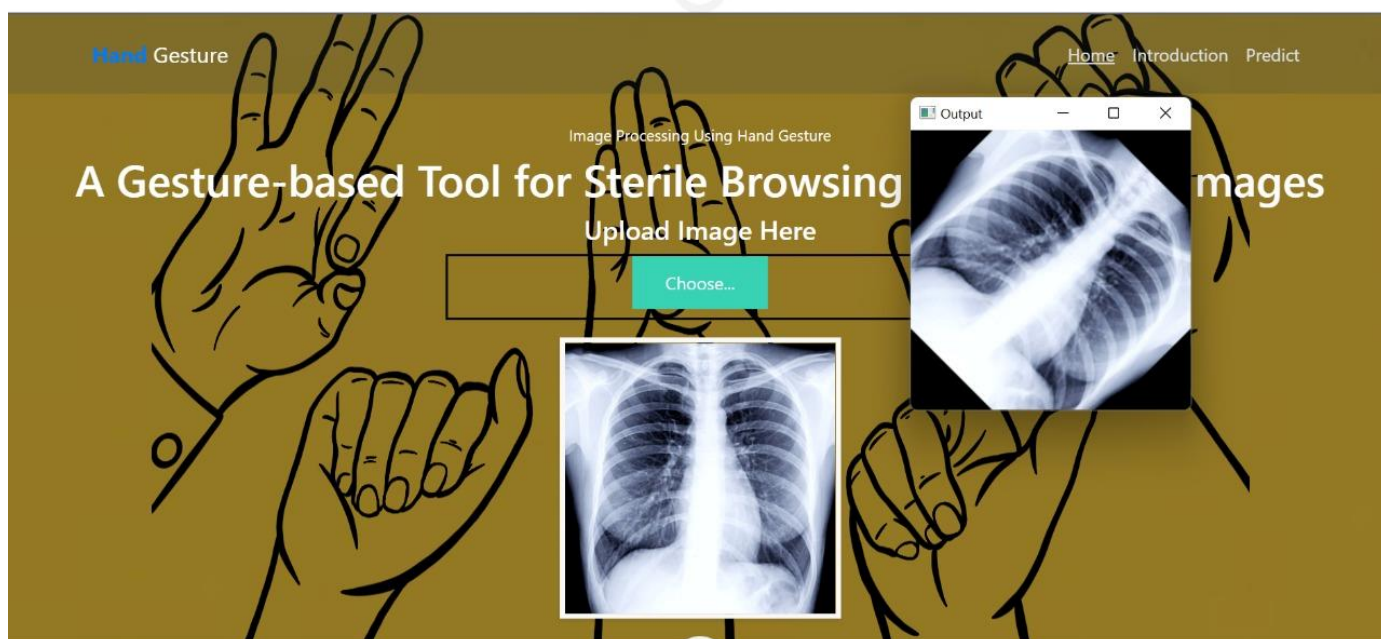 Hand Gesture
Home Introduction Predict
Output
Image Processing Using Hand Gesture
A Gesture-based Tool for Sterile Browsing mages
Upload Image Here
Choose...